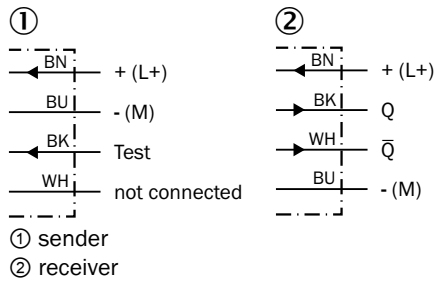 ① ②
BN + (L+)
BU - (M)
BK Test
WH not connected
BN + (L+)
BK Q
WH Q̅
BU - (M)
① sender
② receiver